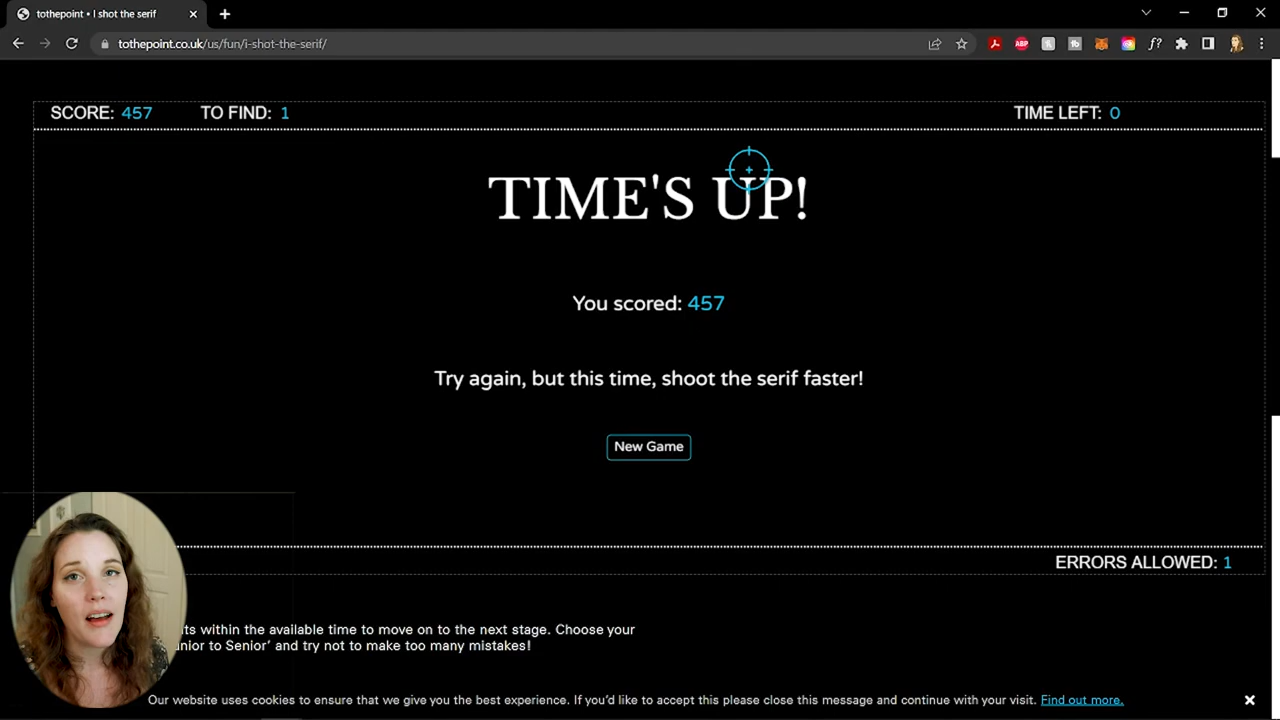 tothepoint • I shot the serif
tothepoint.co.uk/us/fun/i-shot-the-serif/
ABP
f?
SCORE: 457 TO FIND: 1 TIME LEFT: 0
TIME'S UP!
You scored: 457
Try again, but this time, shoot the serif faster!
New Game
ERRORS ALLOWED: 1
within the available time to move on to the next stage. Choose your
to Senior' and try not to make too many mistakes!
Our website uses cookies to ensure that we give you the best experience. If you'd like to accept this please close this message and continue with your visit. Find out more.